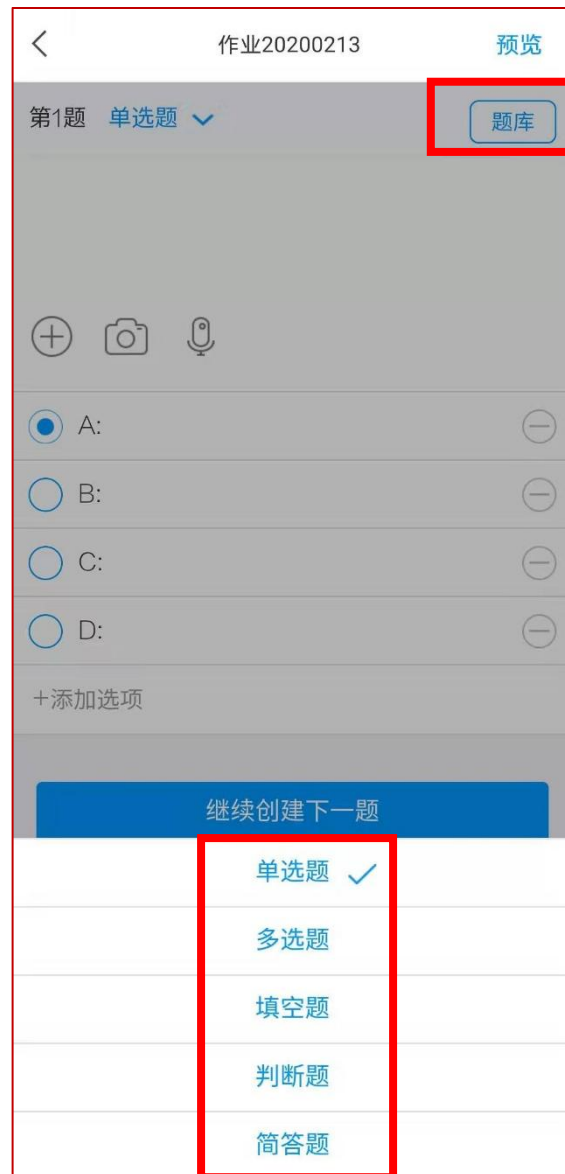 作业20200213 预览
第1题 单选题 题库
A:
B:
C:
D:
+添加选项
继续创建下一题
单选题
多选题
填空题
判断题
简答题